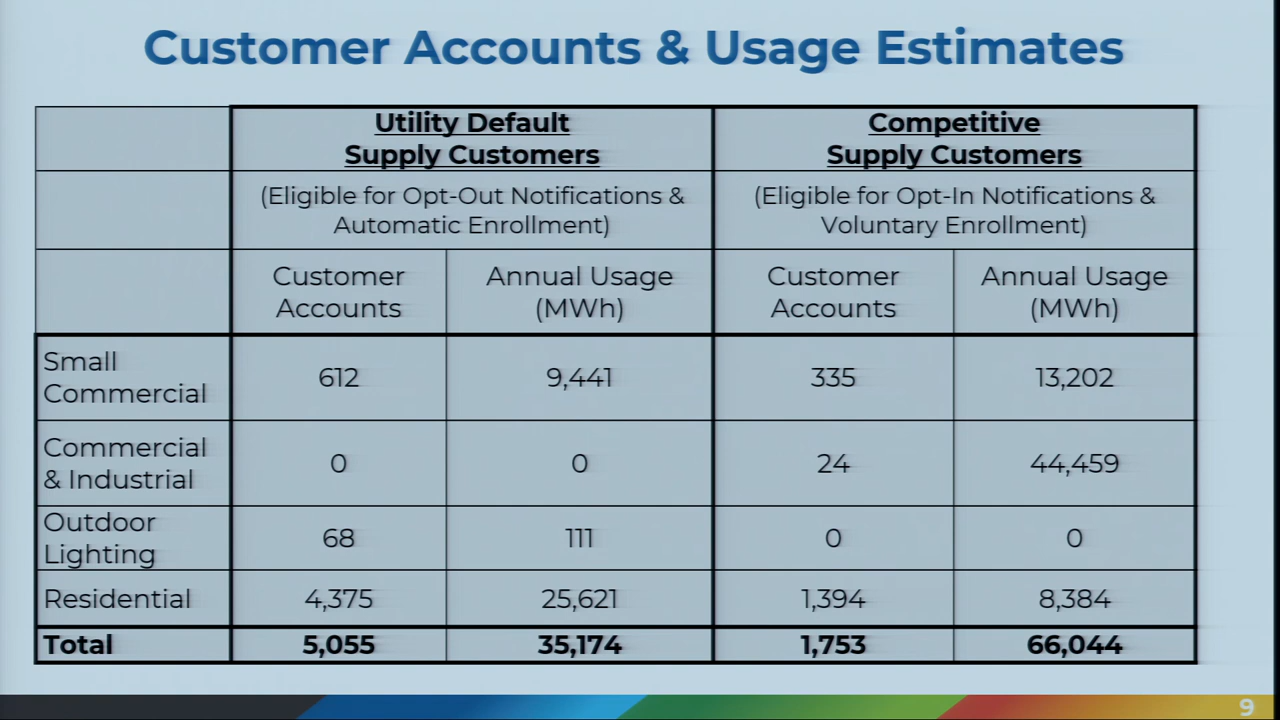 Customer Accounts & Usage Estimates
Utility Default
Supply Customers
Competitive
Supply Customers
(Eligible for Opt-Out Notifications &
Automatic Enrollment)
(Eligible for Opt-In Notifications &
Voluntary Enrollment)
Customer
Accounts
Annual Usage
(MWh)
Customer
Accounts
Annual Usage
(MWh)
Small
Commercial
612
9,441
335
13,202
Commercial
& Industrial
0
0
24
44,459
Outdoor
Lighting
68
111
0
0
Residential
4,375
25,621
1,394
8,384
Total
5,055
35,174
1,753
66,044
9